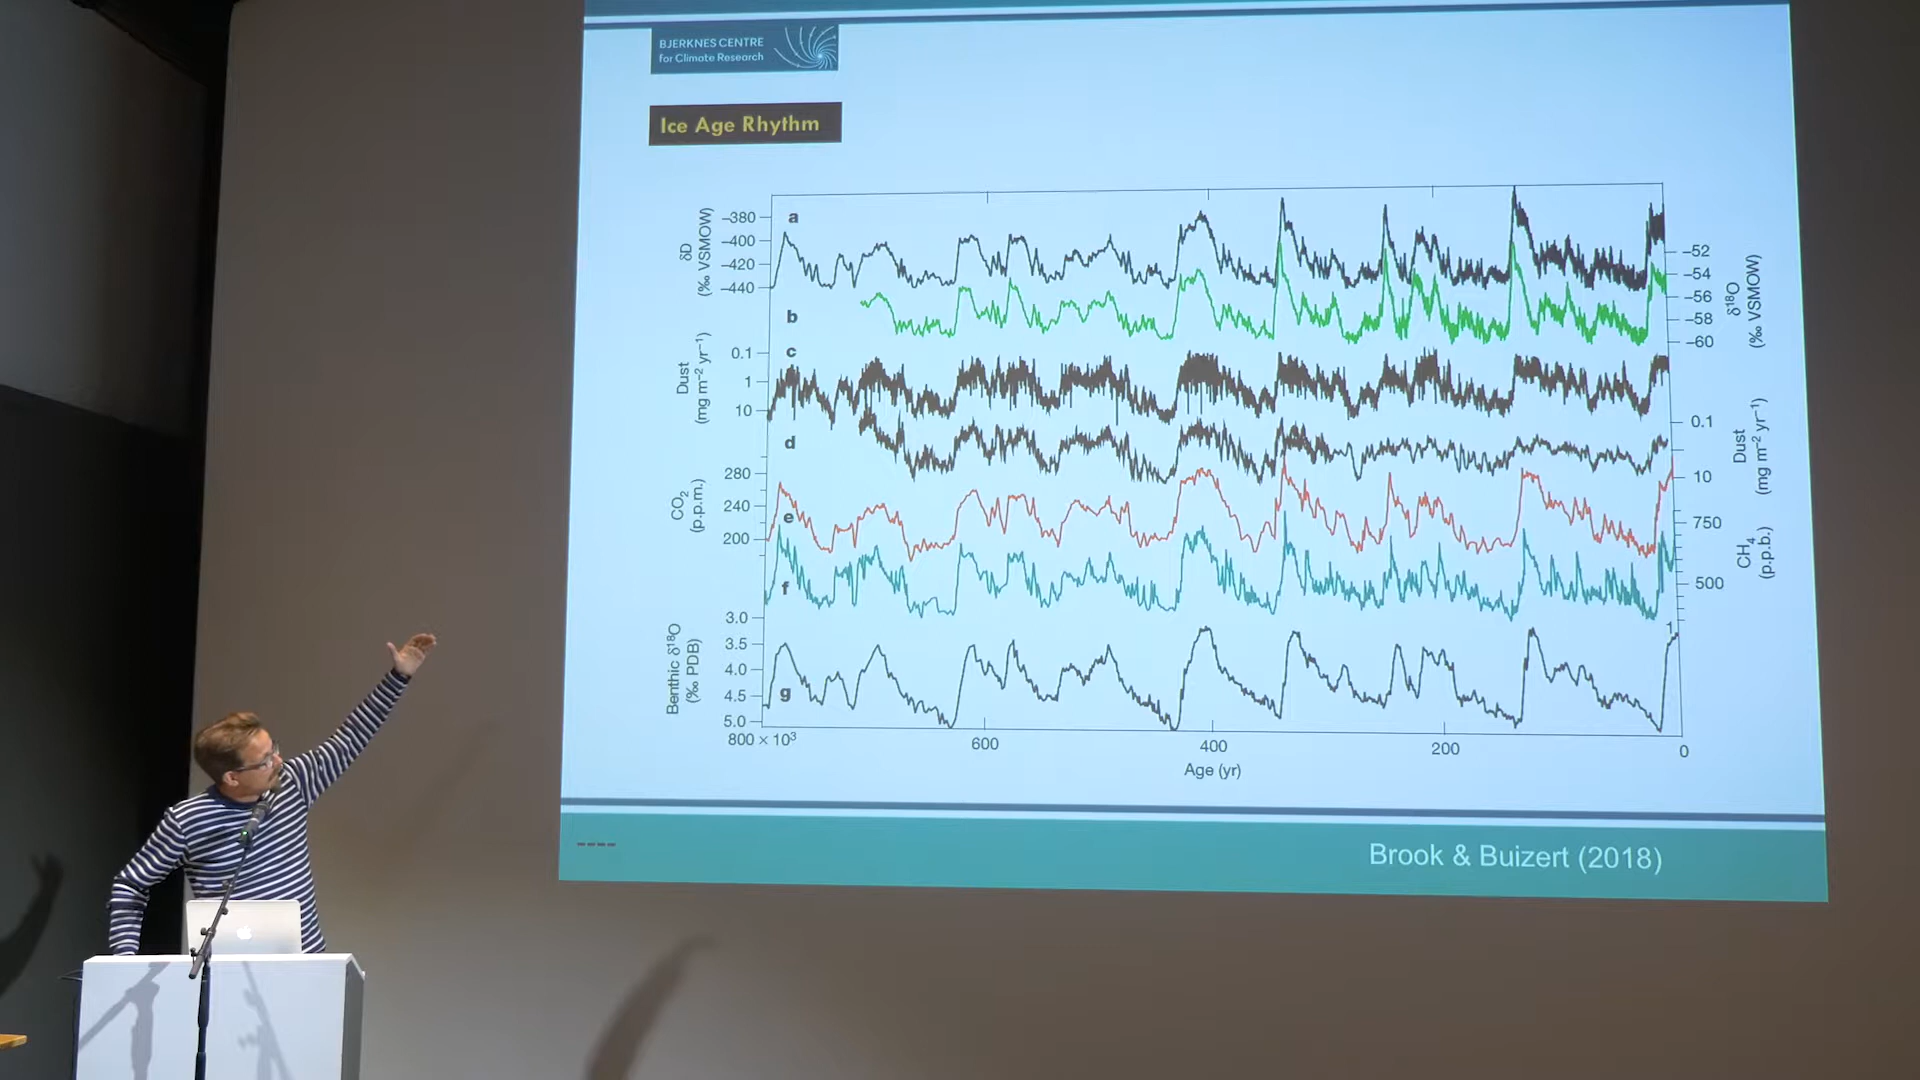 BJERKNES CENTRE
for Climate Research
Ice Age Rhythm
δD
(‰ VSMOW)
–380
–400
–420
–440
a
b
–52
–54
–56
–58
–60
δ¹⁸O
(‰ VSMOW)
Dust
(mg m⁻² yr⁻¹)
0.1
1
10
c
d
0.1
10
Dust
(mg m⁻² yr⁻¹)
CO₂
(p.p.m.)
280
240
200
e
f
750
500
CH₄
(p.p.b.)
Benthic δ¹⁸O
(‰ PDB)
3.0
3.5
4.0
4.5
5.0
g
1
800 × 10³
600
400
200
0
Age (yr)
Brook & Buizert (2018)